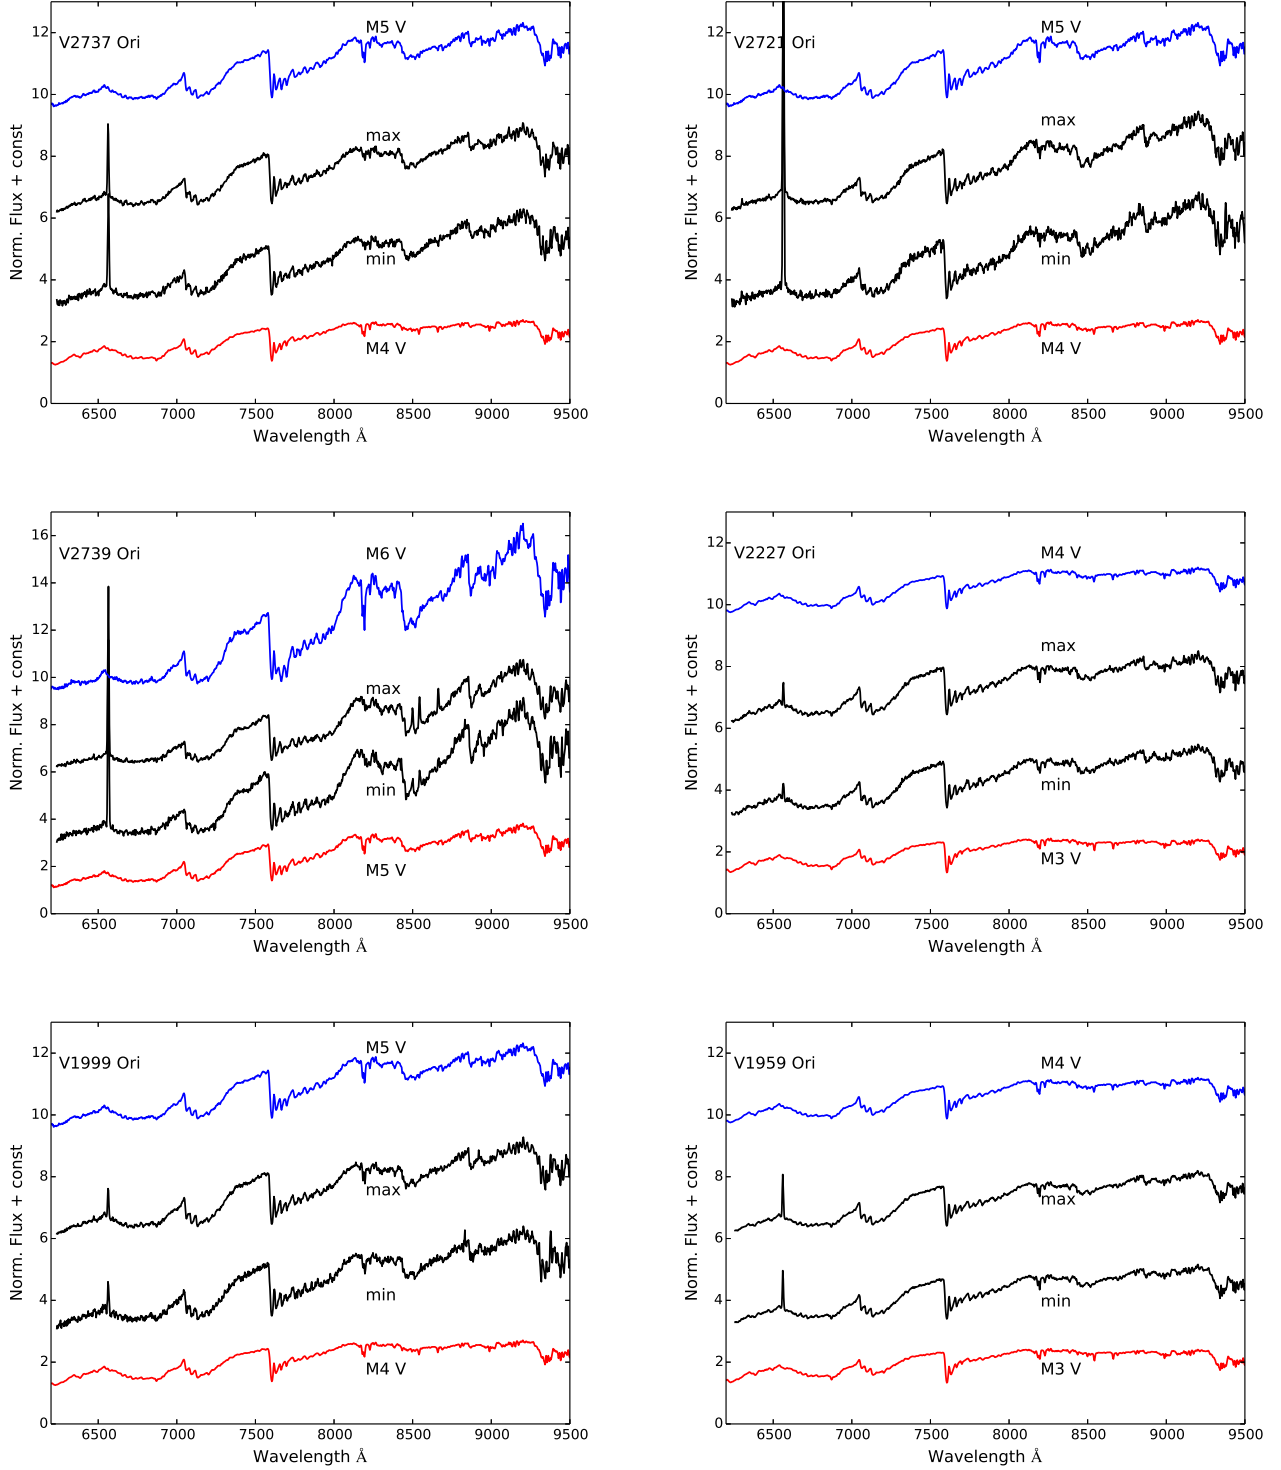 V2737 Ori
M5 V
max
min
M4 V
0
2
4
6
8
10
12
6500 7000 7500 8000 8500 9000 9500
Wavelength Å
Norm. Flux + const
V2721 Ori
M5 V
max
min
M4 V
0
2
4
6
8
10
12
6500 7000 7500 8000 8500 9000 9500
Wavelength Å
Norm. Flux + const
V2739 Ori
M6 V
max
min
M5 V
0
2
4
6
8
10
12
14
16
6500 7000 7500 8000 8500 9000 9500
Wavelength Å
Norm. Flux + const
V2227 Ori
M4 V
max
min
M3 V
0
2
4
6
8
10
12
6500 7000 7500 8000 8500 9000 9500
Wavelength Å
Norm. Flux + const
V1999 Ori
M5 V
max
min
M4 V
0
2
4
6
8
10
12
6500 7000 7500 8000 8500 9000 9500
Wavelength Å
Norm. Flux + const
V1959 Ori
M4 V
max
min
M3 V
0
2
4
6
8
10
12
6500 7000 7500 8000 8500 9000 9500
Wavelength Å
Norm. Flux + const